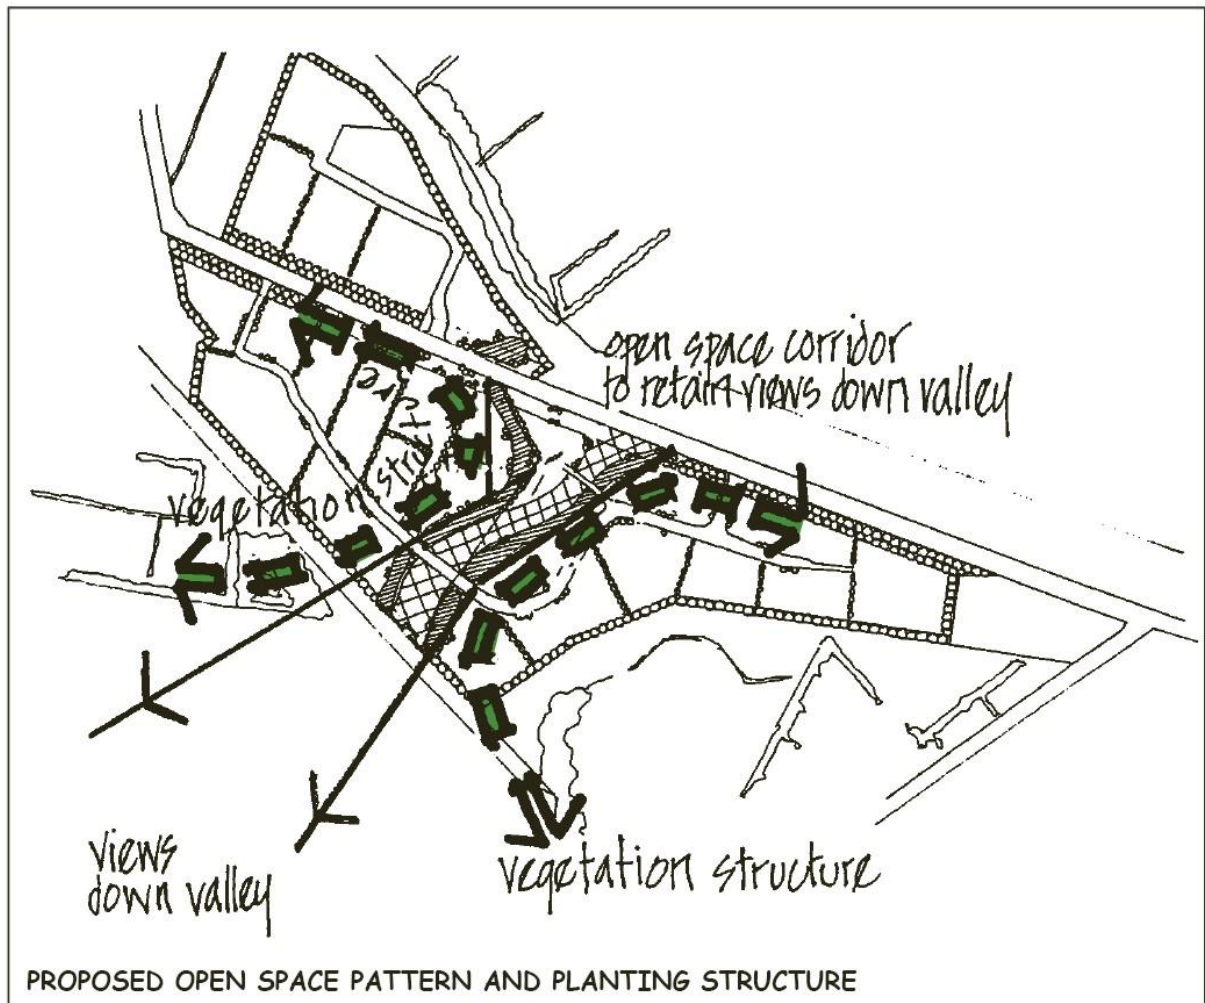 open space corridor
to retain views down valley
vegetation structure
views
down valley
vegetation structure
PROPOSED OPEN SPACE PATTERN AND PLANTING STRUCTURE